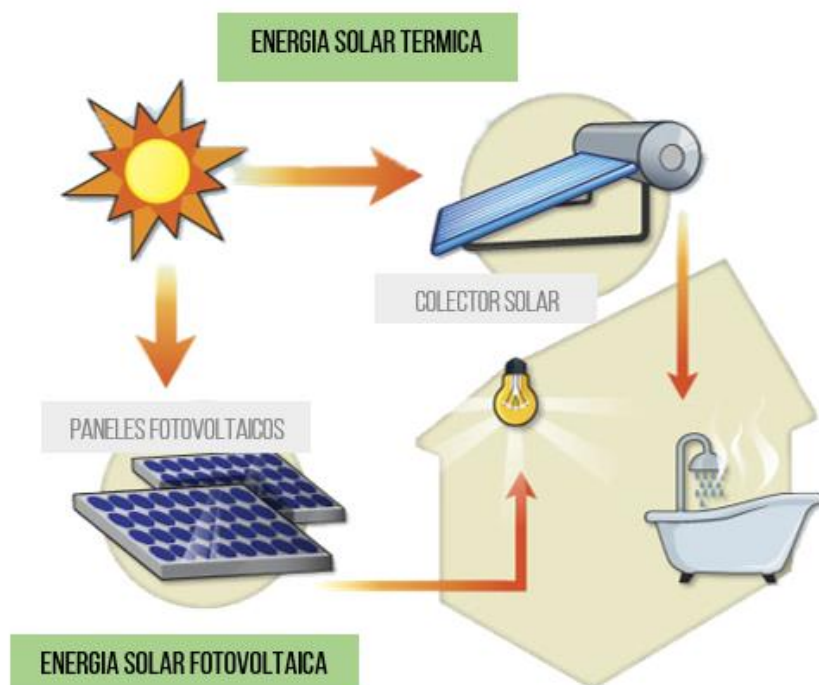 ENERGIA SOLAR TERMICA
COLECTOR SOLAR
PANELES FOTOVOLTAICOS
ENERGIA SOLAR FOTOVOLTAICA